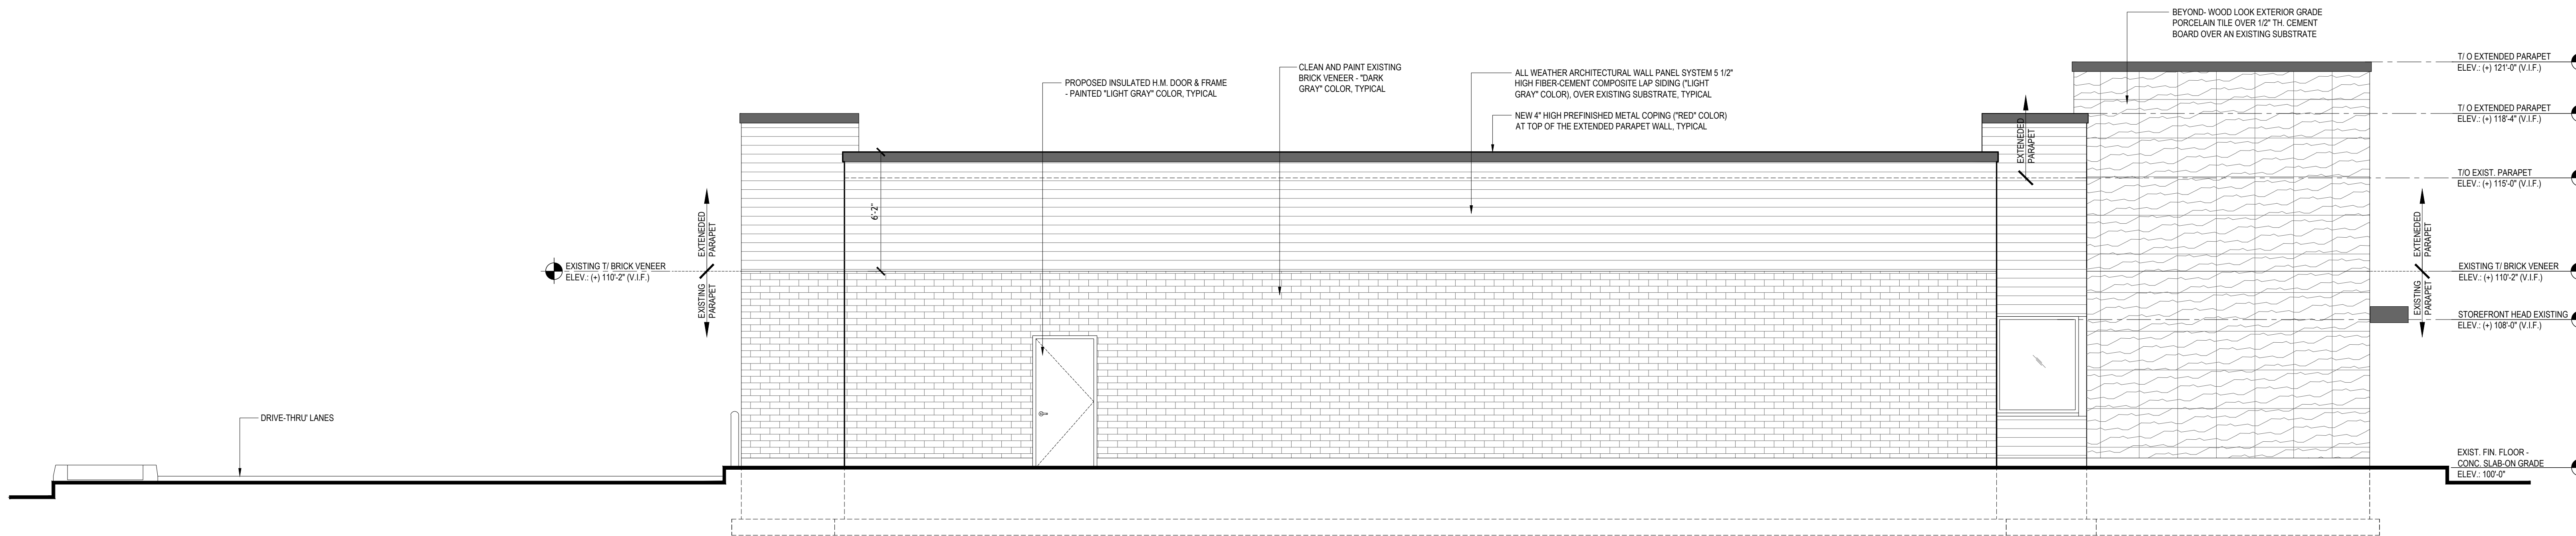 BEYOND- WOOD LOOK EXTERIOR GRADE
PORCELAIN TILE OVER 1/2" TH. CEMENT
BOARD OVER AN EXISTING SUBSTRATE
T/ O EXTENDED PARAPET
ELEV.: (+) 121'-0" (V.I.F.)
CLEAN AND PAINT EXISTING
BRICK VENEER - "DARK
GRAY" COLOR, TYPICAL
ALL WEATHER ARCHITECTURAL WALL PANEL SYSTEM 5 1/2"
HIGH FIBER-CEMENT COMPOSITE LAP SIDING ("LIGHT
GRAY" COLOR), OVER EXISTING SUBSTRATE, TYPICAL
PROPOSED INSULATED H.M. DOOR & FRAME
- PAINTED "LIGHT GRAY" COLOR, TYPICAL
NEW 4" HIGH PREFINISHED METAL COPING ("RED" COLOR)
AT TOP OF THE EXTENDED PARAPET WALL, TYPICAL
T/ O EXTENDED PARAPET
ELEV.: (+) 118'-4" (V.I.F.)
EXTENEDED
PARAPET
T/O EXIST. PARAPET
ELEV.: (+) 115'-0" (V.I.F.)
6'-2"
EXTENEDED
PARAPET
EXTENEDED
PARAPET
EXISTING T/ BRICK VENEER
ELEV.: (+) 110'-2" (V.I.F.)
EXISTING T/ BRICK VENEER
ELEV.: (+) 110'-2" (V.I.F.)
EXISTING
PARAPET
EXISTING
PARAPET
STOREFRONT HEAD EXISTING
ELEV.: (+) 108'-0" (V.I.F.)
DRIVE-THRU' LANES
EXIST. FIN. FLOOR -
CONC. SLAB-ON GRADE
ELEV.: 100'-0"